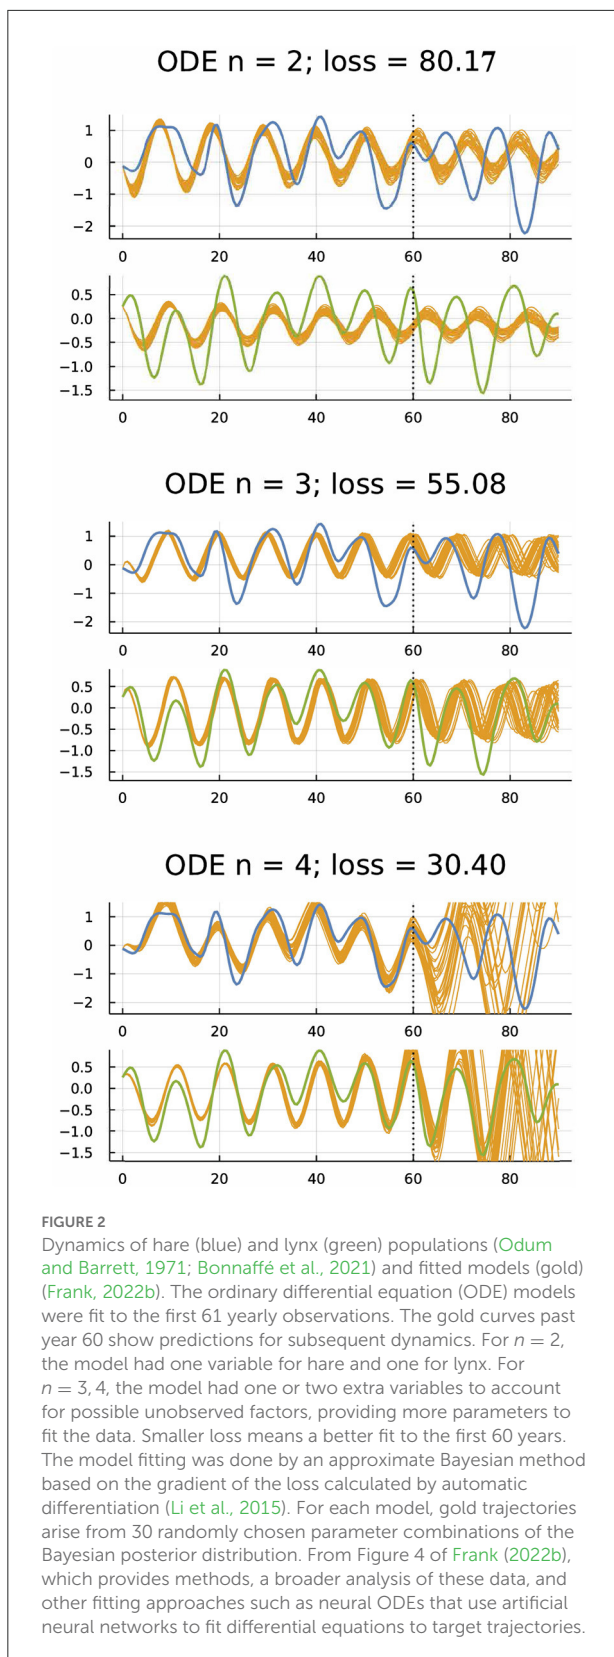 ODE n = 2; loss = 80.17
1
0
−1
−2
0 20 40 60 80
0.5
0.0
−0.5
−1.0
−1.5
0 20 40 60 80
ODE n = 3; loss = 55.08
1
0
−1
−2
0 20 40 60 80
0.5
0.0
−0.5
−1.0
−1.5
0 20 40 60 80
ODE n = 4; loss = 30.40
1
0
−1
−2
0 20 40 60 80
0.5
0.0
−0.5
−1.0
−1.5
0 20 40 60 80
FIGURE 2
Dynamics of hare (blue) and lynx (green) populations (Odum
and Barrett, 1971; Bonnaffé et al., 2021) and fitted models (gold)
(Frank, 2022b). The ordinary differential equation (ODE) models
were fit to the first 61 yearly observations. The gold curves past
year 60 show predictions for subsequent dynamics. For n = 2,
the model had one variable for hare and one for lynx. For
n = 3, 4, the model had one or two extra variables to account
for possible unobserved factors, providing more parameters to
fit the data. Smaller loss means a better fit to the first 60 years.
The model fitting was done by an approximate Bayesian method
based on the gradient of the loss calculated by automatic
differentiation (Li et al., 2015). For each model, gold trajectories
arise from 30 randomly chosen parameter combinations of the
Bayesian posterior distribution. From Figure 4 of Frank (2022b),
which provides methods, a broader analysis of these data, and
other fitting approaches such as neural ODEs that use artificial
neural networks to fit differential equations to target trajectories.